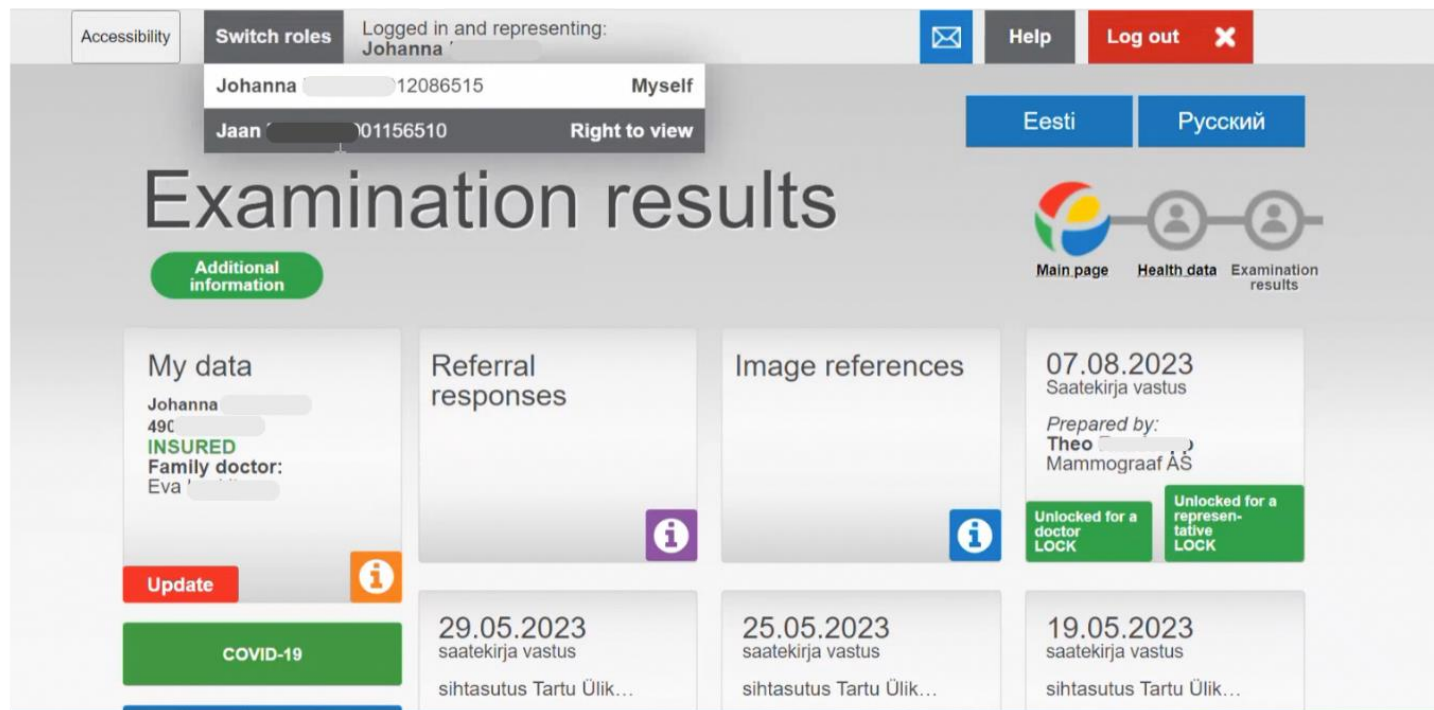 Accessibility
Switch roles
Logged in and representing:
Johanna
Help
Log out
Johanna 12086515 Myself
Jaan 001156510 Right to view
Eesti
Русский
Examination results
Additional
information
Main page
Health data
Examination
results
My data
Johanna
490
INSURED
Family doctor:
Eva
Update
COVID-19
Referral
responses
Image references
07.08.2023
Saatekirja vastus
Prepared by:
Theo
Mammograaf AS
Unlocked for a
doctor
LOCK
Unlocked for a
represen-
tative
LOCK
29.05.2023
saatekirja vastus
sihtasutus Tartu Ülik...
25.05.2023
saatekirja vastus
sihtasutus Tartu Ülik...
19.05.2023
saatekirja vastus
sihtasutus Tartu Ülik...